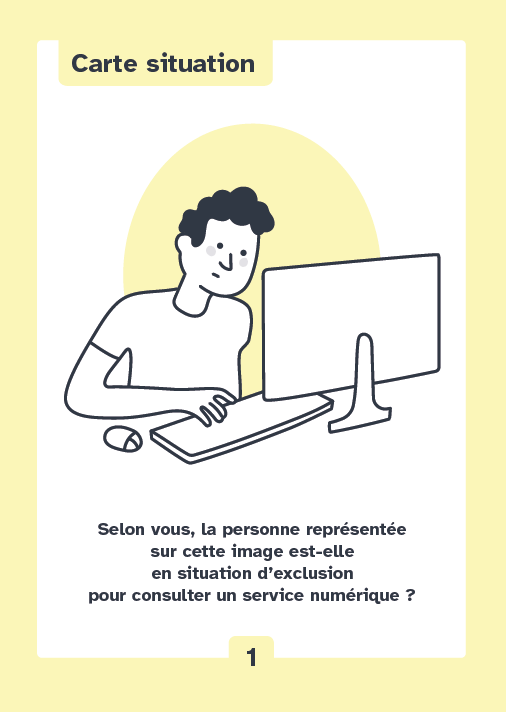 Carte situation
Selon vous, la personne représentée
sur cette image est-elle
en situation d’exclusion
pour consulter un service numérique ?
1